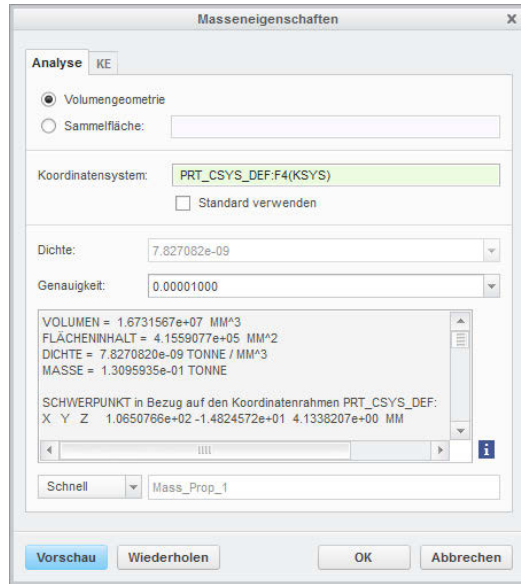 Masseneigenschaften X
Analyse KE
Volumengeometrie
Sammelfläche:
Koordinatensystem: PRT_CSYS_DEF:F4(KSYS)
Standard verwenden
Dichte: 7.827082e-09
Genauigkeit: 0.00001000
VOLUMEN = 1.6731567e+07 MM^3
FLÄCHENINHALT = 4.1559077e+05 MM^2
DICHTE = 7.8270820e-09 TONNE / MM^3
MASSE = 1.3095935e-01 TONNE
SCHWERPUNKT in Bezug auf den Koordinatenrahmen PRT_CSYS_DEF:
X Y Z 1.0650766e+02 -1.4824572e+01 4.1338207e+00 MM
i
Schnell Mass_Prop_1
Vorschau Wiederholen OK Abbrechen